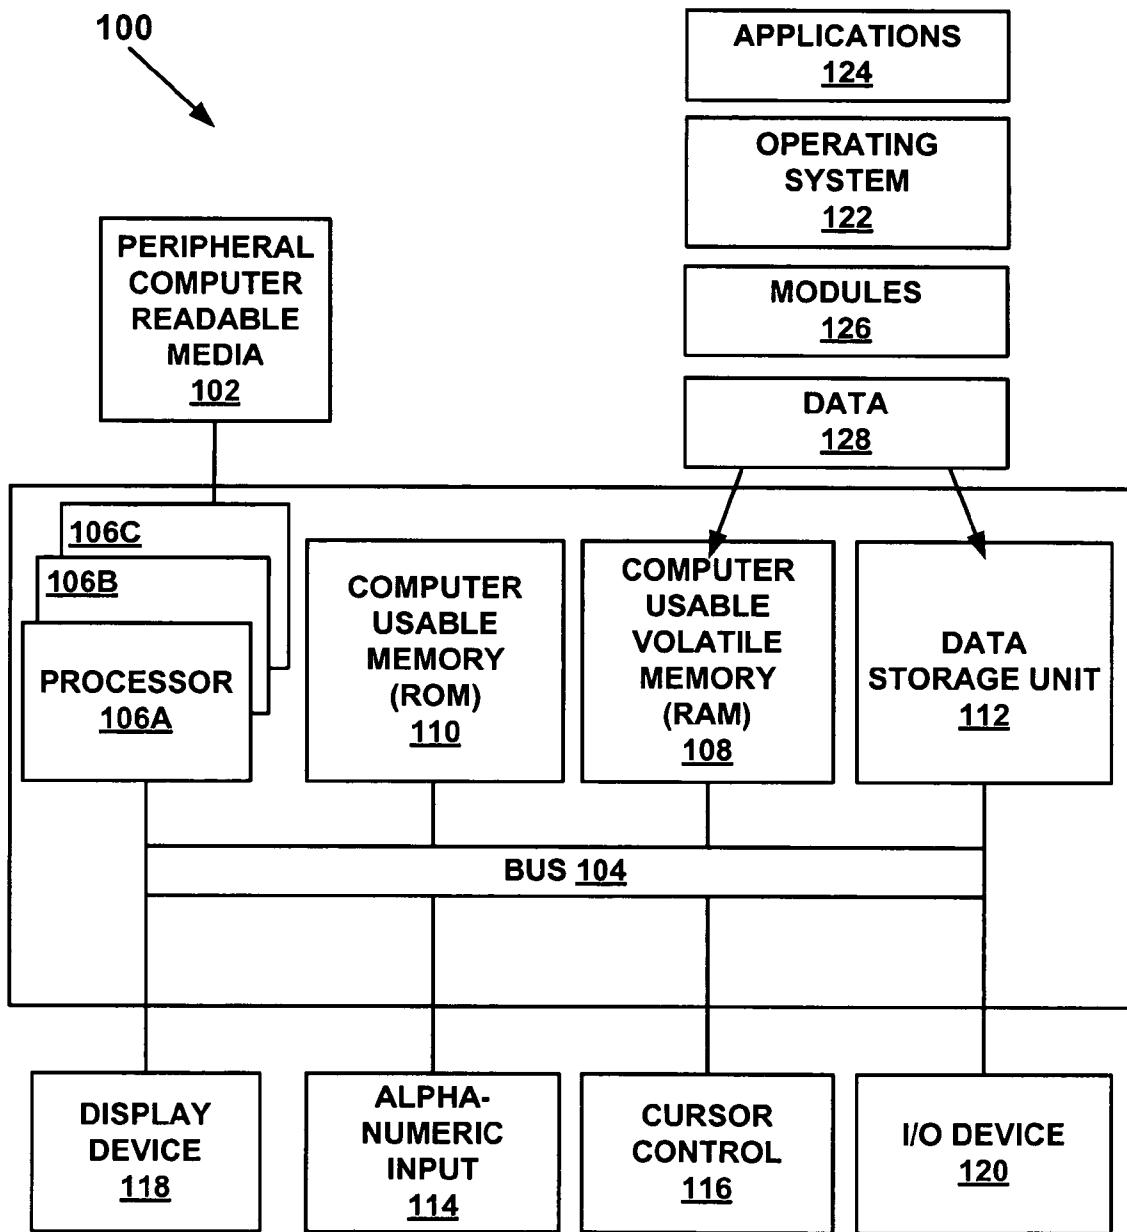 100
APPLICATIONS
124
OPERATING
SYSTEM
122
PERIPHERAL
COMPUTER
READABLE
MEDIA
102
MODULES
126
DATA
128
106C
106B
PROCESSOR
106A
COMPUTER
USABLE
MEMORY
(ROM)
110
COMPUTER
USABLE
VOLATILE
MEMORY
(RAM)
108
DATA
STORAGE UNIT
112
BUS 104
DISPLAY
DEVICE
118
ALPHA-
NUMERIC
INPUT
114
CURSOR
CONTROL
116
I/O DEVICE
120